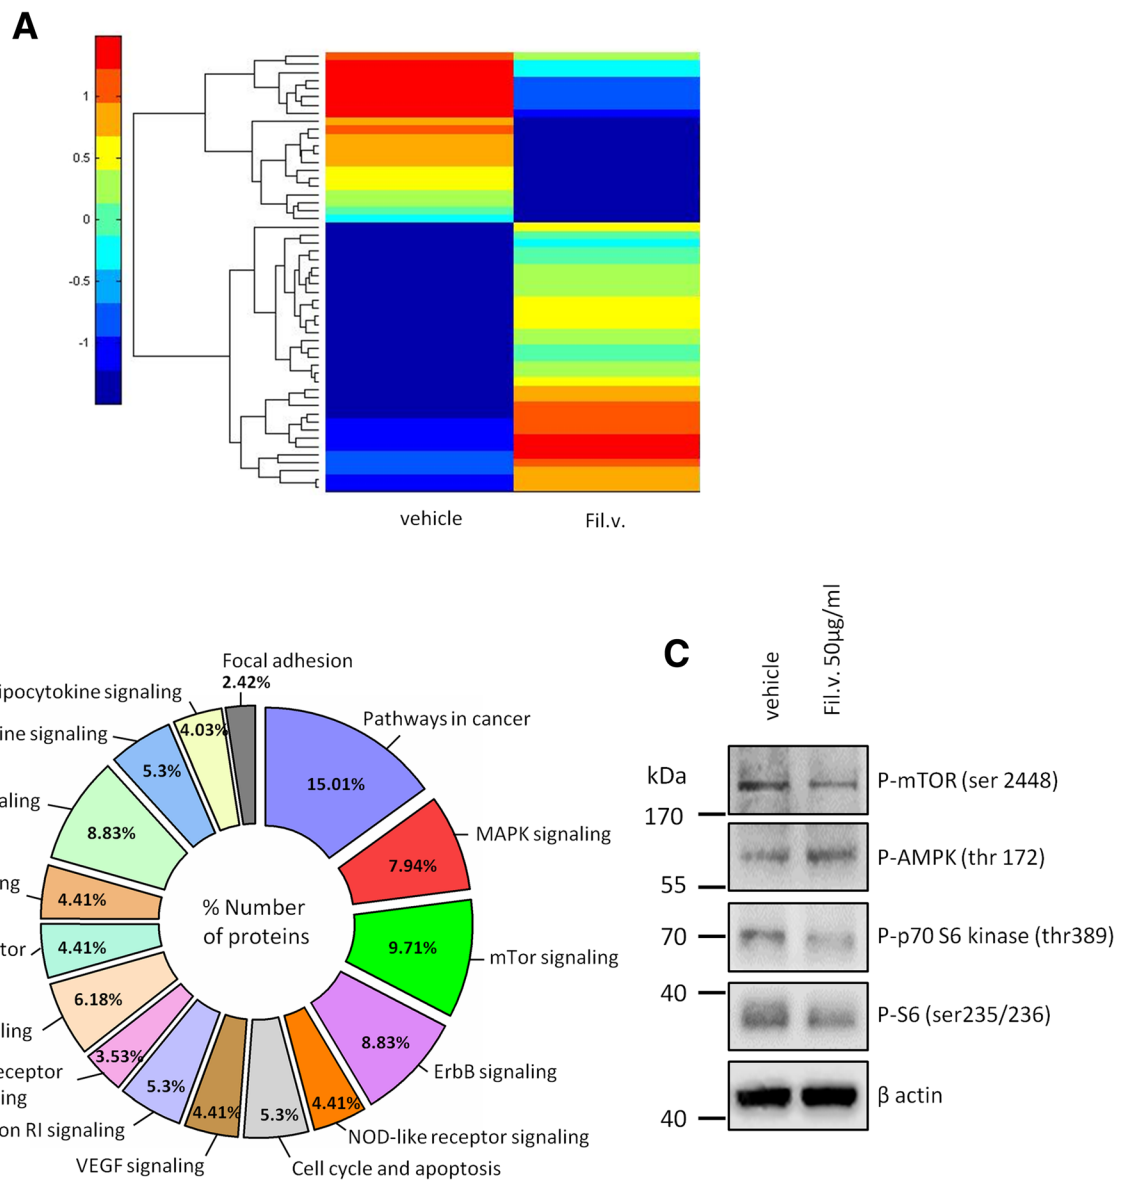 A
1
0.5
0
-0.5
-1
vehicle
Fil.v.
Focal adhesion
2.42%
ipocytokine signaling
4.03%
Pathways in cancer
ine signaling
5.3%
15.01%
aling
8.83%
MAPK signaling
7.94%
ng
4.41%
% Number
of proteins
tor
4.41%
9.71%
mTor signaling
6.18%
ling
8.83%
ErbB signaling
3.53%
eceptor
ing
5.3%
on RI signaling
4.41%
VEGF signaling
5.3%
Cell cycle and apoptosis
4.41%
NOD-like receptor signaling
C
vehicle
Fil.v. 50µg/ml
kDa
P-mTOR (ser 2448)
170
P-AMPK (thr 172)
55
70
P-p70 S6 kinase (thr389)
40
P-S6 (ser235/236)
β actin
40